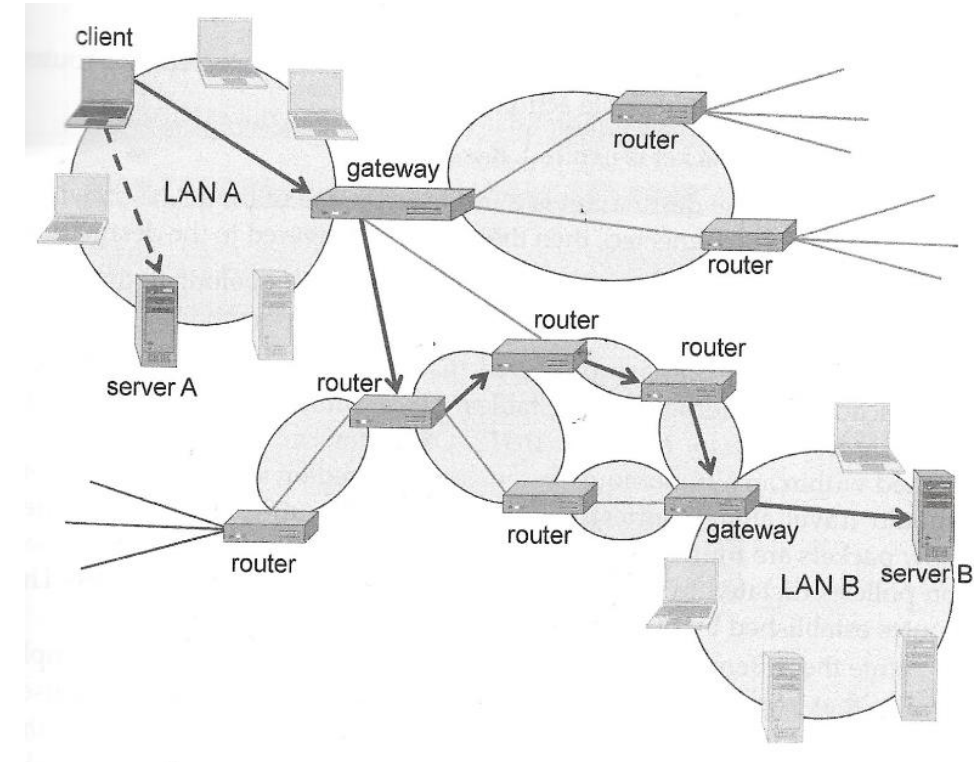 client
router
gateway
LAN A
router
router
router
server A
router
router
gateway
server B
LAN B
router
router